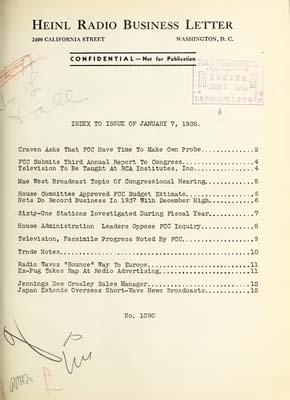 HEINL RADIO BUSINESS LETTER
2400 CALIFORNIA STREET WASHINGTON, D. C.
CONFIDENTIAL—Not for Publication
INDEX TO ISSUE OF JANUARY 7, 1938.
Craven Asks That FCC Have Time To Make Own Probe..............2
FCC Submits Third Annual Report To Congress...................4
Television To Be Taught At RCA Institutes, Inc................4
Mae West Broadcast Topic Of Congressional Hearing.............5
House Committee Approved FCC Budget Estimate..................6
Nets Do Record Business In 1937 With December High............6
Sixty-One Stations Investigated During Fiscal Year............7
House Administration Leaders Oppose FCC Inquiry...............8
Television, Facsimile Progress Noted By FCC...................9
Trade Notes...................................................10
Radio Waves "Bounce" Way To Europe............................11
Ex-Pug Takes Rap At Radio Advertising.........................11
Jennings Now Crosley Sales Manager............................12
Japan Extends Overseas Short-Wave News Broadcasts.............12
No. 1090